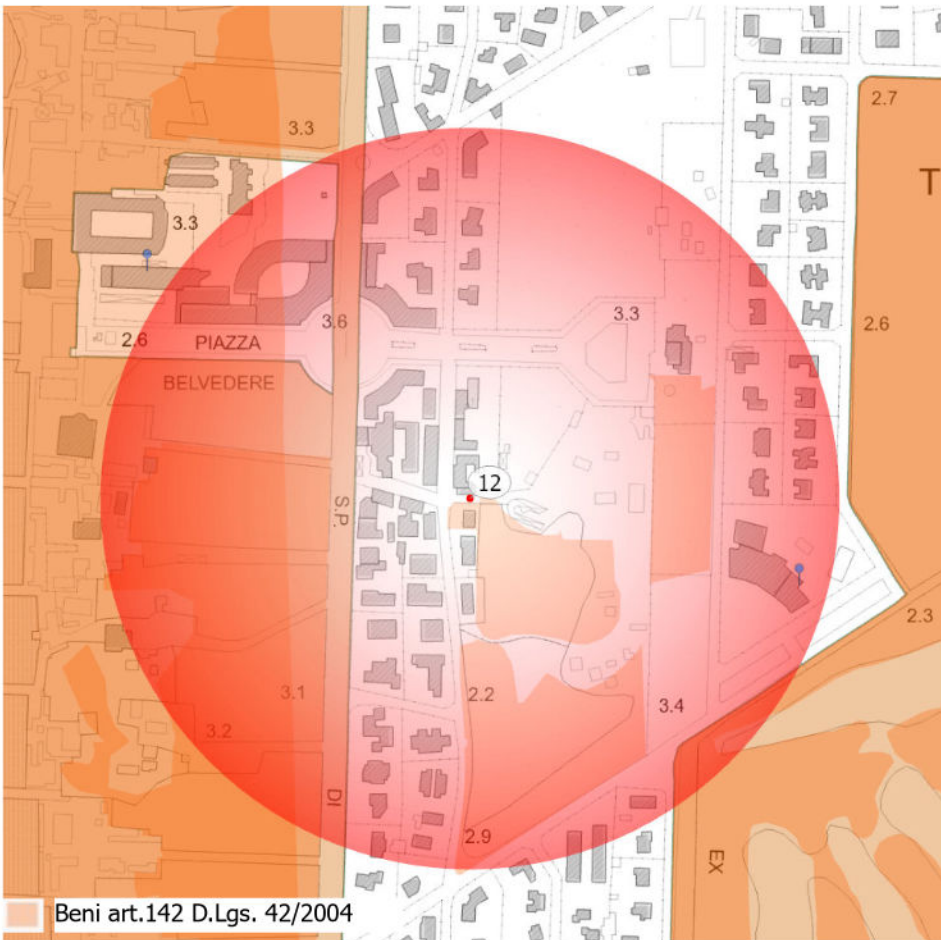 2.7
3.3
T
3.3
3.6
3.3
2.6
PIAZZA
2.6
BELVEDERE
12
S.P.
2.3
3.1
2.2
3.4
3.2
DI
2.9
EX
Beni art.142 D.Lgs. 42/2004